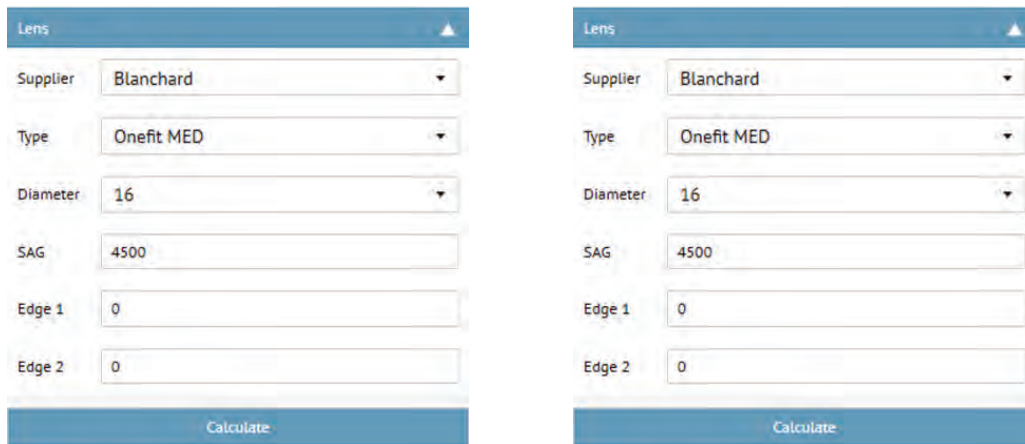 Lens
Supplier Blanchard
Type Onefit MED
Diameter 16
SAG 4500
Edge 1 0
Edge 2 0
Calculate
Lens
Supplier Blanchard
Type Onefit MED
Diameter 16
SAG 4500
Edge 1 0
Edge 2 0
Calculate